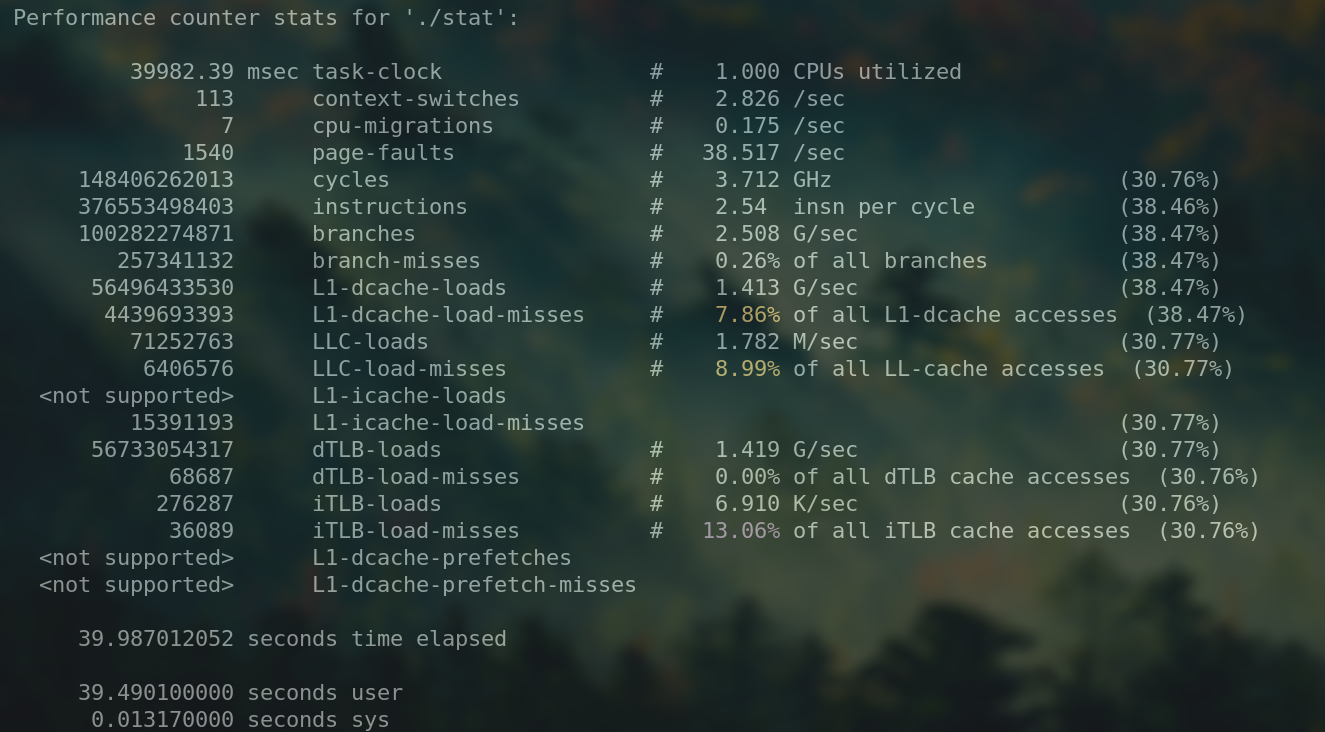 Performance counter stats for './stat':
39982.39 msec task-clock # 1.000 CPUs utilized
113 context-switches # 2.826 /sec
7 cpu-migrations # 0.175 /sec
1540 page-faults # 38.517 /sec
148406262013 cycles # 3.712 GHz (30.76%)
376553498403 instructions # 2.54 insn per cycle (38.46%)
100282274871 branches # 2.508 G/sec (38.47%)
257341132 branch-misses # 0.26% of all branches (38.47%)
56496433530 L1-dcache-loads # 1.413 G/sec (38.47%)
4439693393 L1-dcache-load-misses # 7.86% of all L1-dcache accesses (38.47%)
71252763 LLC-loads # 1.782 M/sec (30.77%)
6406576 LLC-load-misses # 8.99% of all LL-cache accesses (30.77%)
<not supported> L1-icache-loads
15391193 L1-icache-load-misses (30.77%)
56733054317 dTLB-loads # 1.419 G/sec (30.77%)
68687 dTLB-load-misses # 0.00% of all dTLB cache accesses (30.76%)
276287 iTLB-loads # 6.910 K/sec (30.76%)
36089 iTLB-load-misses # 13.06% of all iTLB cache accesses (30.76%)
<not supported> L1-dcache-prefetches
<not supported> L1-dcache-prefetch-misses
39.987012052 seconds time elapsed
39.490100000 seconds user
0.013170000 seconds sys